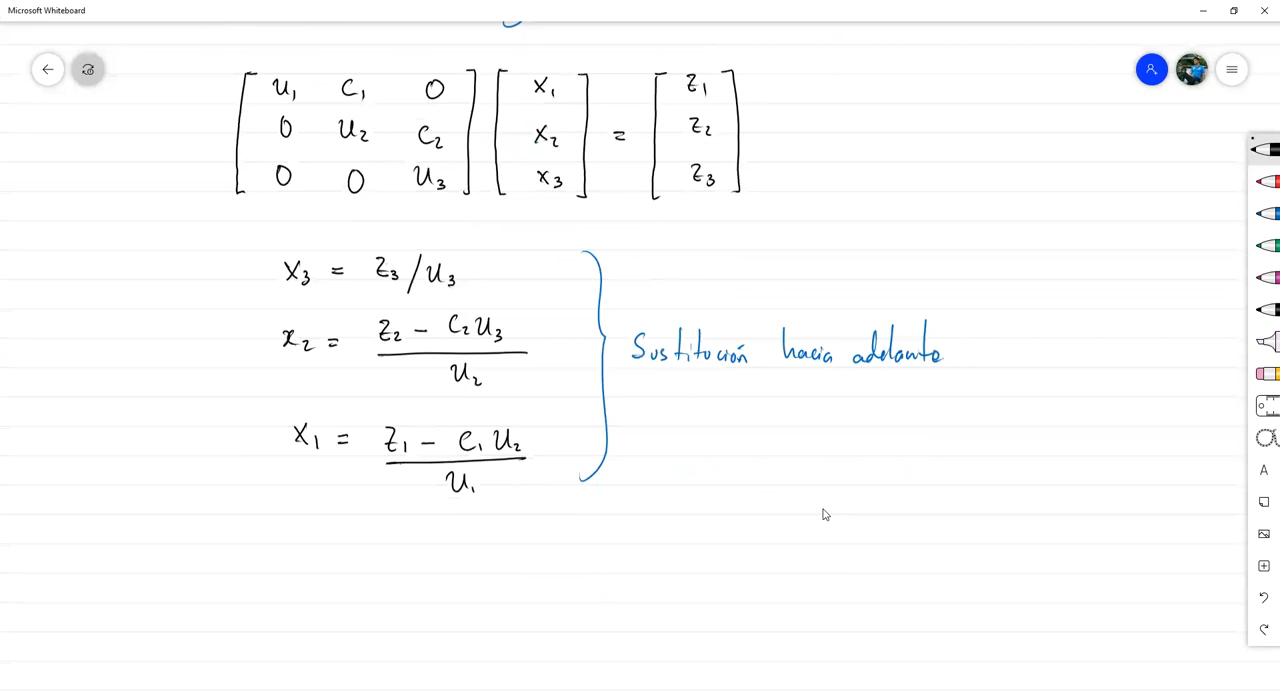 Microsoft Whiteboard
u₁ c₁ 0 x₁ z₁
0 u₂ c₂ x₂ = z₂
0 0 u₃ x₃ z₃
x₃ = z₃/u₃
x₂ = (z₂ - c₂u₃)/u₂
Sustitución hacia adelante
x₁ = (z₁ - c₁u₂)/u₁
A